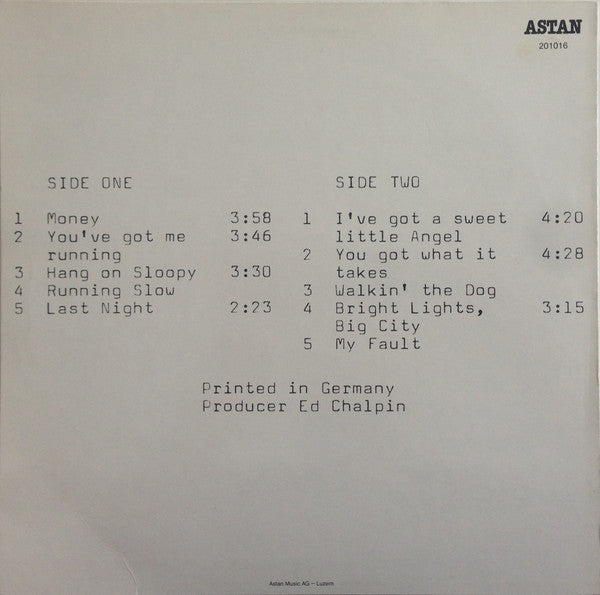 ASTAN
201016
SIDE ONE
1 Money 3:58
2 You've got me 3:46
running
3 Hang on Sloopy 3:30
4 Running Slow
5 Last Night 2:23
SIDE TWO
1 I've got a sweet 4:20
little Angel
2 You got what it 4:28
takes
3 Walkin' the Dog
4 Bright Lights, 3:15
Big City
5 My Fault
Printed in Germany
Producer Ed Chalpin
Astan Music AG – Luzern